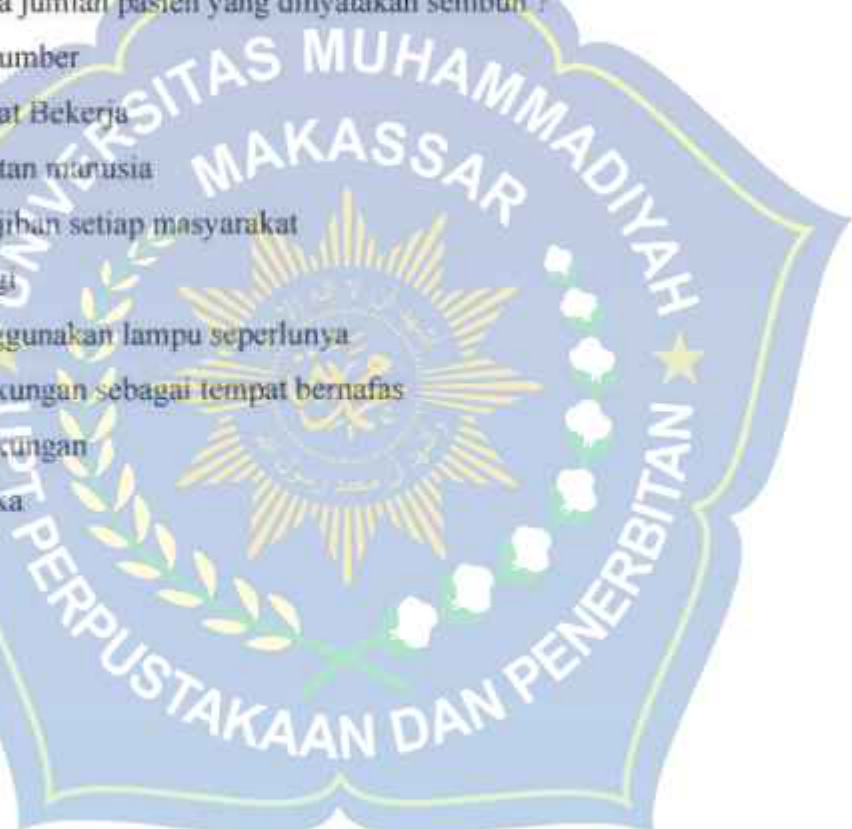 a jumlah pasien yang dinyatakan sembuh ?
umber
at Bekerja
tan manusia
jiban setiap masyarakat
gi
ggunakan lampu seperlunya
kungan sebagai tempat bernafas
kungan
ka
UNIVERSITAS MUHAMMADIYAH
MAKASSAR
UPT PERPUSTAKAAN DAN PENERBITAN